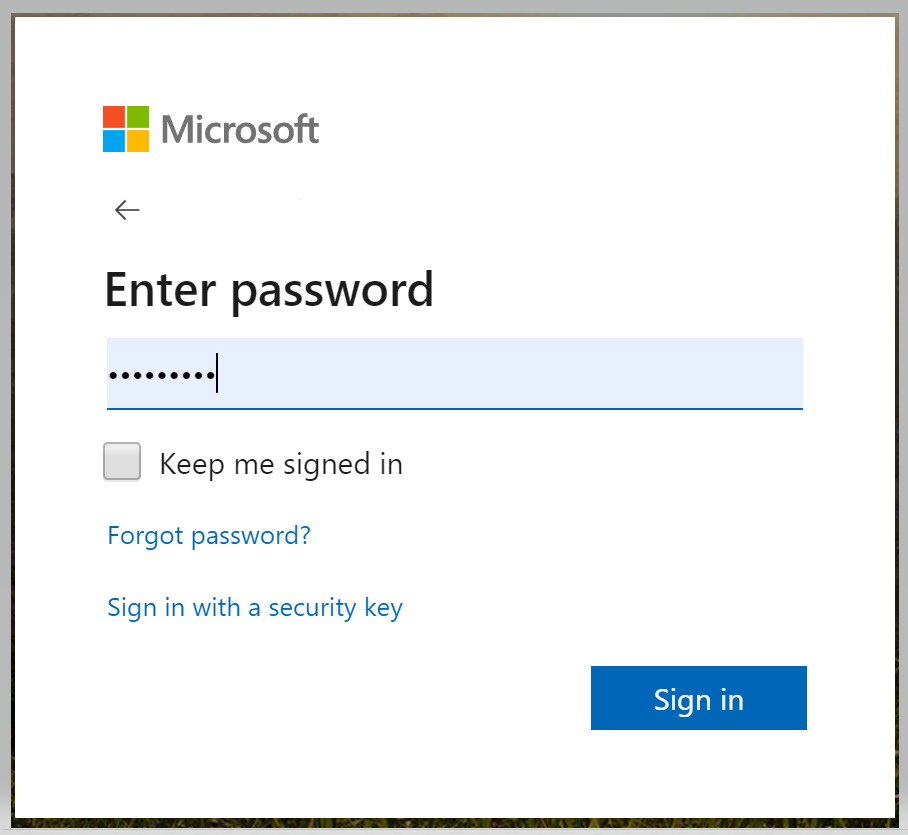 Microsoft
←
Enter password
•••••••••
Keep me signed in
Forgot password?
Sign in with a security key
Sign in